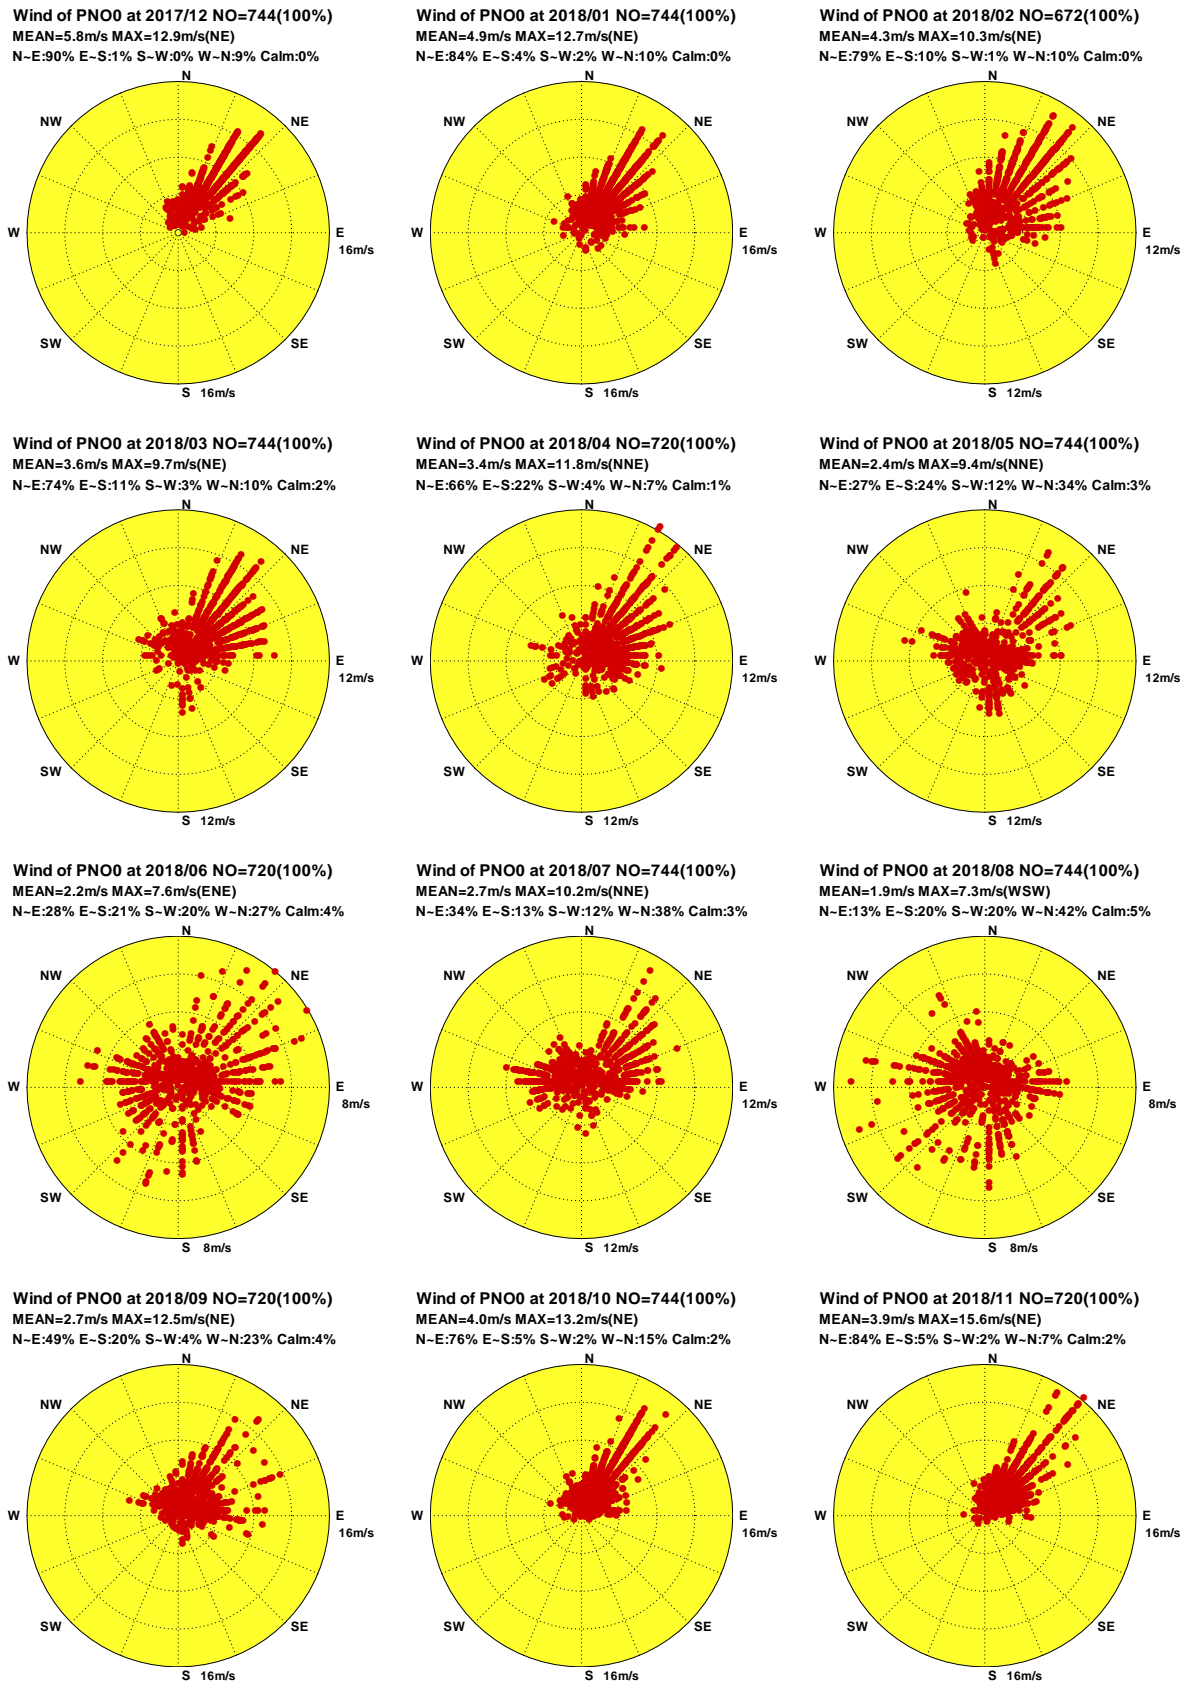 Wind of PNO0 at 2017/12 NO=744(100%)
MEAN=5.8m/s MAX=12.9m/s(NE)
N~E:90% E~S:1% S~W:0% W~N:9% Calm:0%
N
NW
NE
W
E
16m/s
SW
SE
S 16m/s
Wind of PNO0 at 2018/01 NO=744(100%)
MEAN=4.9m/s MAX=12.7m/s(NE)
N~E:84% E~S:4% S~W:2% W~N:10% Calm:0%
N
NW
NE
W
E
16m/s
SW
SE
S 16m/s
Wind of PNO0 at 2018/02 NO=672(100%)
MEAN=4.3m/s MAX=10.3m/s(NE)
N~E:79% E~S:10% S~W:1% W~N:10% Calm:0%
N
NW
NE
W
E
12m/s
SW
SE
S 12m/s
Wind of PNO0 at 2018/03 NO=744(100%)
MEAN=3.6m/s MAX=9.7m/s(NE)
N~E:74% E~S:11% S~W:3% W~N:10% Calm:2%
N
NW
NE
W
E
12m/s
SW
SE
S 12m/s
Wind of PNO0 at 2018/04 NO=720(100%)
MEAN=3.4m/s MAX=11.8m/s(NNE)
N~E:66% E~S:22% S~W:4% W~N:7% Calm:1%
N
NW
NE
W
E
12m/s
SW
SE
S 12m/s
Wind of PNO0 at 2018/05 NO=744(100%)
MEAN=2.4m/s MAX=9.4m/s(NNE)
N~E:27% E~S:24% S~W:12% W~N:34% Calm:3%
N
NW
NE
W
E
12m/s
SW
SE
S 12m/s
Wind of PNO0 at 2018/06 NO=720(100%)
MEAN=2.2m/s MAX=7.6m/s(ENE)
N~E:28% E~S:21% S~W:20% W~N:27% Calm:4%
N
NW
NE
W
E
8m/s
SW
SE
S 8m/s
Wind of PNO0 at 2018/07 NO=744(100%)
MEAN=2.7m/s MAX=10.2m/s(NNE)
N~E:34% E~S:13% S~W:12% W~N:38% Calm:3%
N
NW
NE
W
E
12m/s
SW
SE
S 12m/s
Wind of PNO0 at 2018/08 NO=744(100%)
MEAN=1.9m/s MAX=7.3m/s(WSW)
N~E:13% E~S:20% S~W:20% W~N:42% Calm:5%
N
NW
NE
W
E
8m/s
SW
SE
S 8m/s
Wind of PNO0 at 2018/09 NO=720(100%)
MEAN=2.7m/s MAX=12.5m/s(NE)
N~E:49% E~S:20% S~W:4% W~N:23% Calm:4%
N
NW
NE
W
E
16m/s
SW
SE
S 16m/s
Wind of PNO0 at 2018/10 NO=744(100%)
MEAN=4.0m/s MAX=13.2m/s(NE)
N~E:76% E~S:5% S~W:2% W~N:15% Calm:2%
N
NW
NE
W
E
16m/s
SW
SE
S 16m/s
Wind of PNO0 at 2018/11 NO=720(100%)
MEAN=3.9m/s MAX=15.6m/s(NE)
N~E:84% E~S:5% S~W:2% W~N:7% Calm:2%
N
NW
NE
W
E
16m/s
SW
SE
S 16m/s